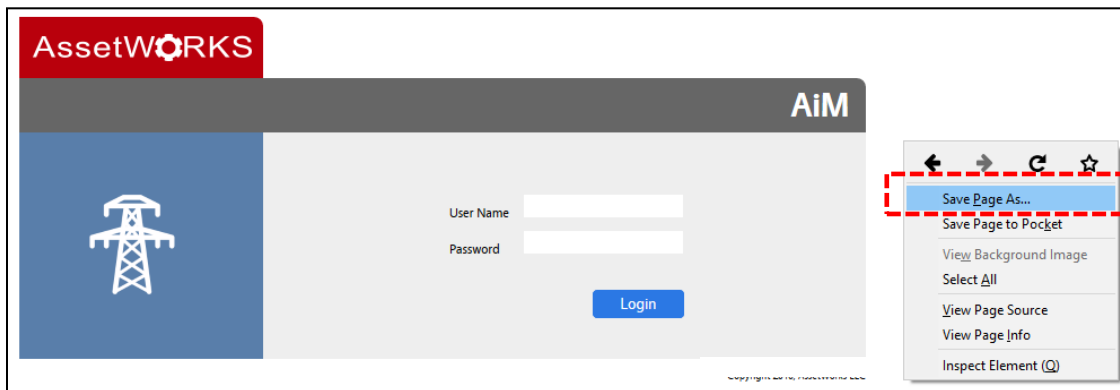 AssetWORKS
AiM
User Name
Password
Login
Save Page As...
Save Page to Pocket
View Background Image
Select All
View Page Source
View Page Info
Inspect Element (Q)